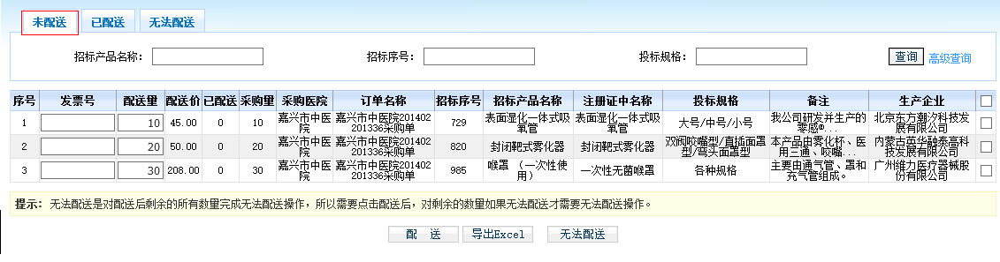 未配送 已配送 无法配送
招标产品名称： 招标序号： 投标规格： 查询 高级查询
序号 发票号 配送量 配送价 已配送 采购量 采购医院 订单名称 招标序号 招标产品名称 注册证中名称 投标规格 备注 生产企业
1 10 45.00 0 10 嘉兴市中医院 嘉兴市中医院201402201336采购单 729 表面湿化一体式吸氧管 表面湿化一体式吸氧管 大号/中号/小号 我公司研发并生产的零感®... 北京东方潮汐科技发展有限公司
2 20 50.00 0 20 嘉兴市中医院 嘉兴市中医院201402201336采购单 820 封闭靶式雾化器 封闭靶式雾化器 双阀咬嘴型/直插面罩型/弯头面罩型 本产品由雾化杯、医用三通、咬嘴... 内蒙古英华融泰高科技发展有限公司
3 30 208.00 0 30 嘉兴市中医院 嘉兴市中医院201402201336采购单 985 喉罩 （一次性使用） 一次性无菌喉罩 各种规格 主要由通气管、罩和充气管组成。 广州维力医疗器械股份有限公司
提示： 无法配送是对配送后剩余的所有数量完成无法配送操作，所以需要点击配送后，对剩余的数量如果无法配送才需要无法配送操作。
配 送 导出Excel 无法配送